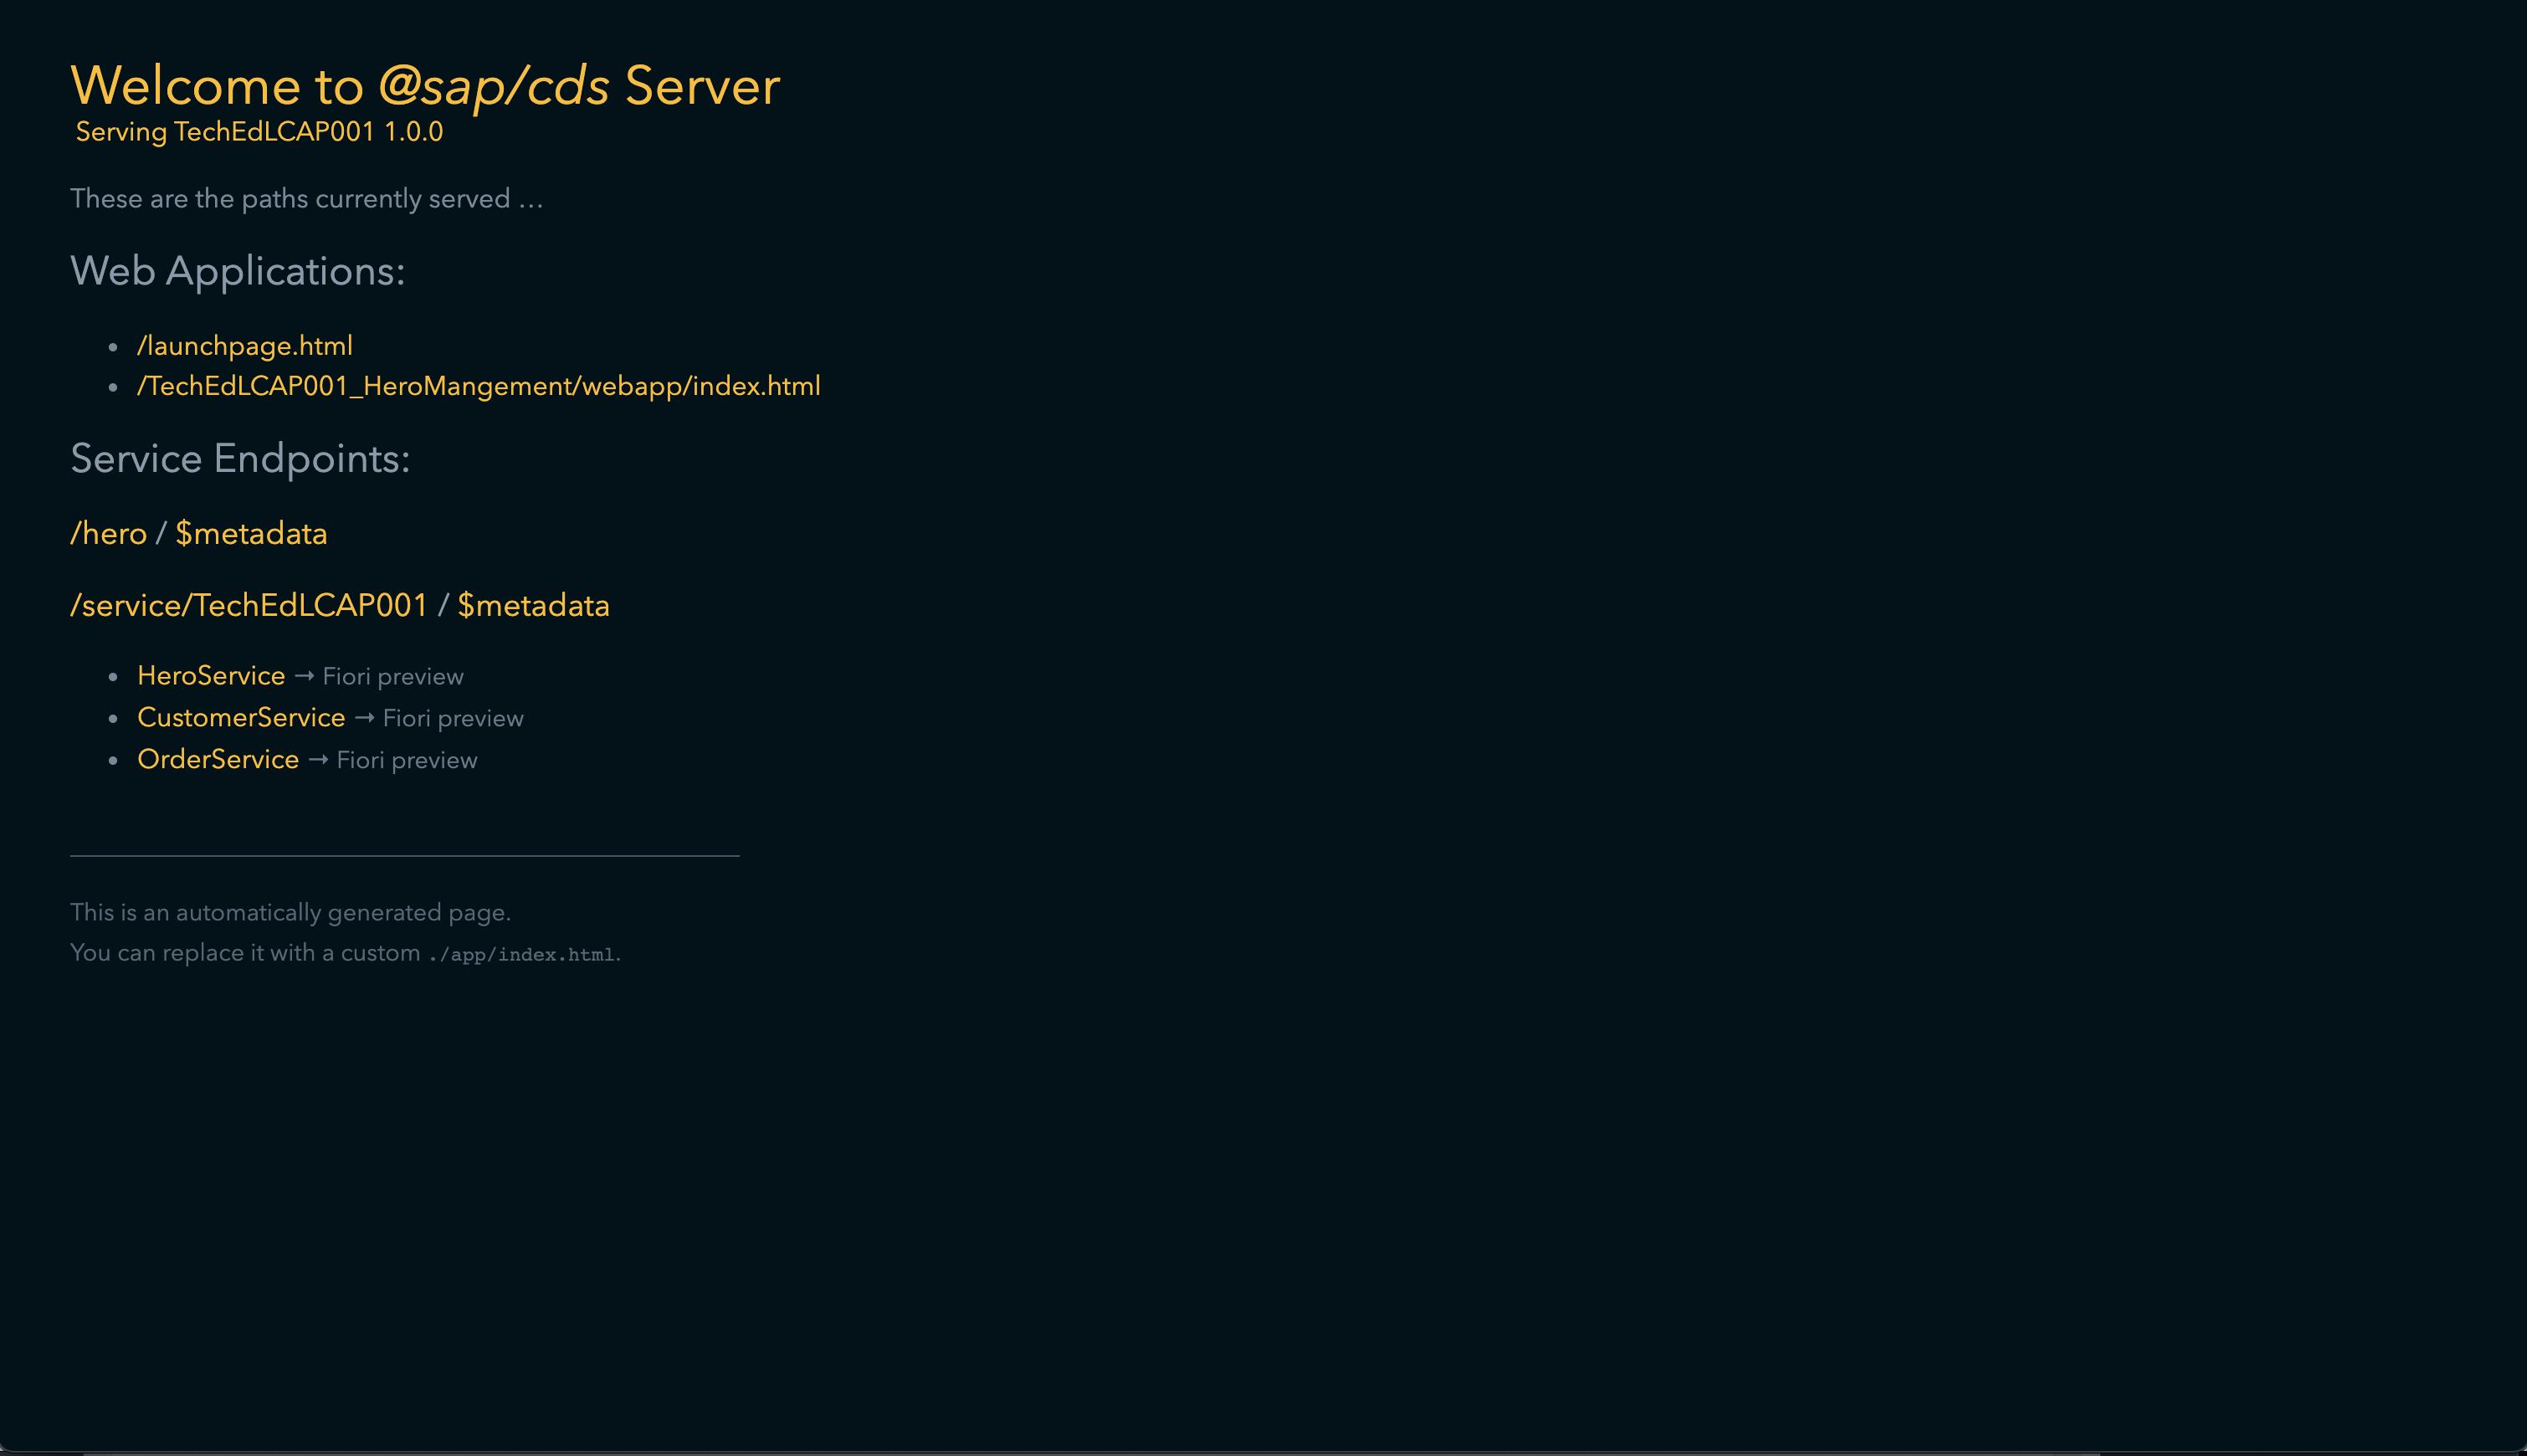 Welcome to @sap/cds Server
Serving TechEdLCAP001 1.0.0
These are the paths currently served …
Web Applications:
/launchpage.html
/TechEdLCAP001_HeroMangement/webapp/index.html
Service Endpoints:
/hero / $metadata
/service/TechEdLCAP001 / $metadata
HeroService → Fiori preview
CustomerService → Fiori preview
OrderService → Fiori preview
This is an automatically generated page.
You can replace it with a custom ./app/index.html.